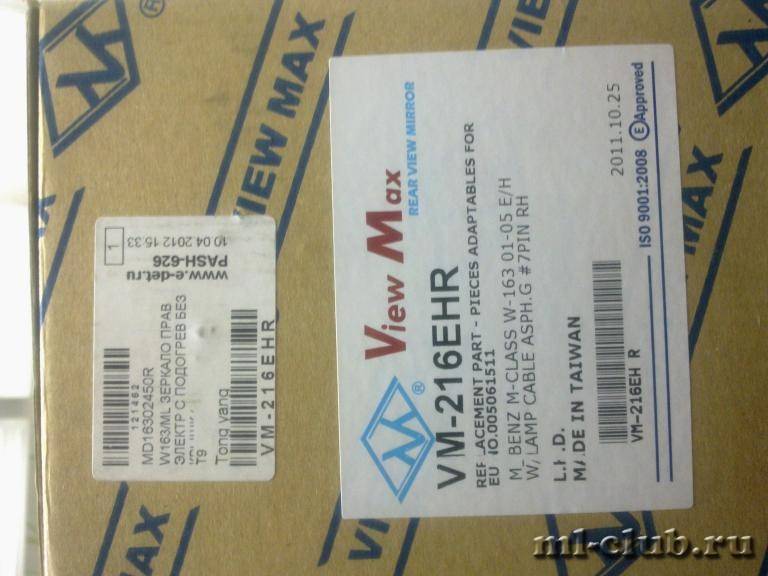 VIEW MAX
VIEW MAX
VIEW MAX
View Max
REAR VIEW MIRROR
VM-216EHR
REPLACEMENT PART - PIECES ADAPTABLES FOR
EU NO.005061511
M. BENZ M-CLASS W-163 01-05 E/H
W/ LAMP CABLE ASPH.G #7PIN RH
MADE IN TAIWAN
VM-216EH R
2011.10.25
ISO 9001:2008 E Approved
121462
MD16302450R
W163/ML ЗЕРКАЛО ПРАВ
ЭЛЕКТР С ПОДОГРЕВ БЕЗ
T9
Tong yang
VM-216EHR
www.e-det.ru
PASH-626
10.04.2012 15:33
1
ml-club.ru